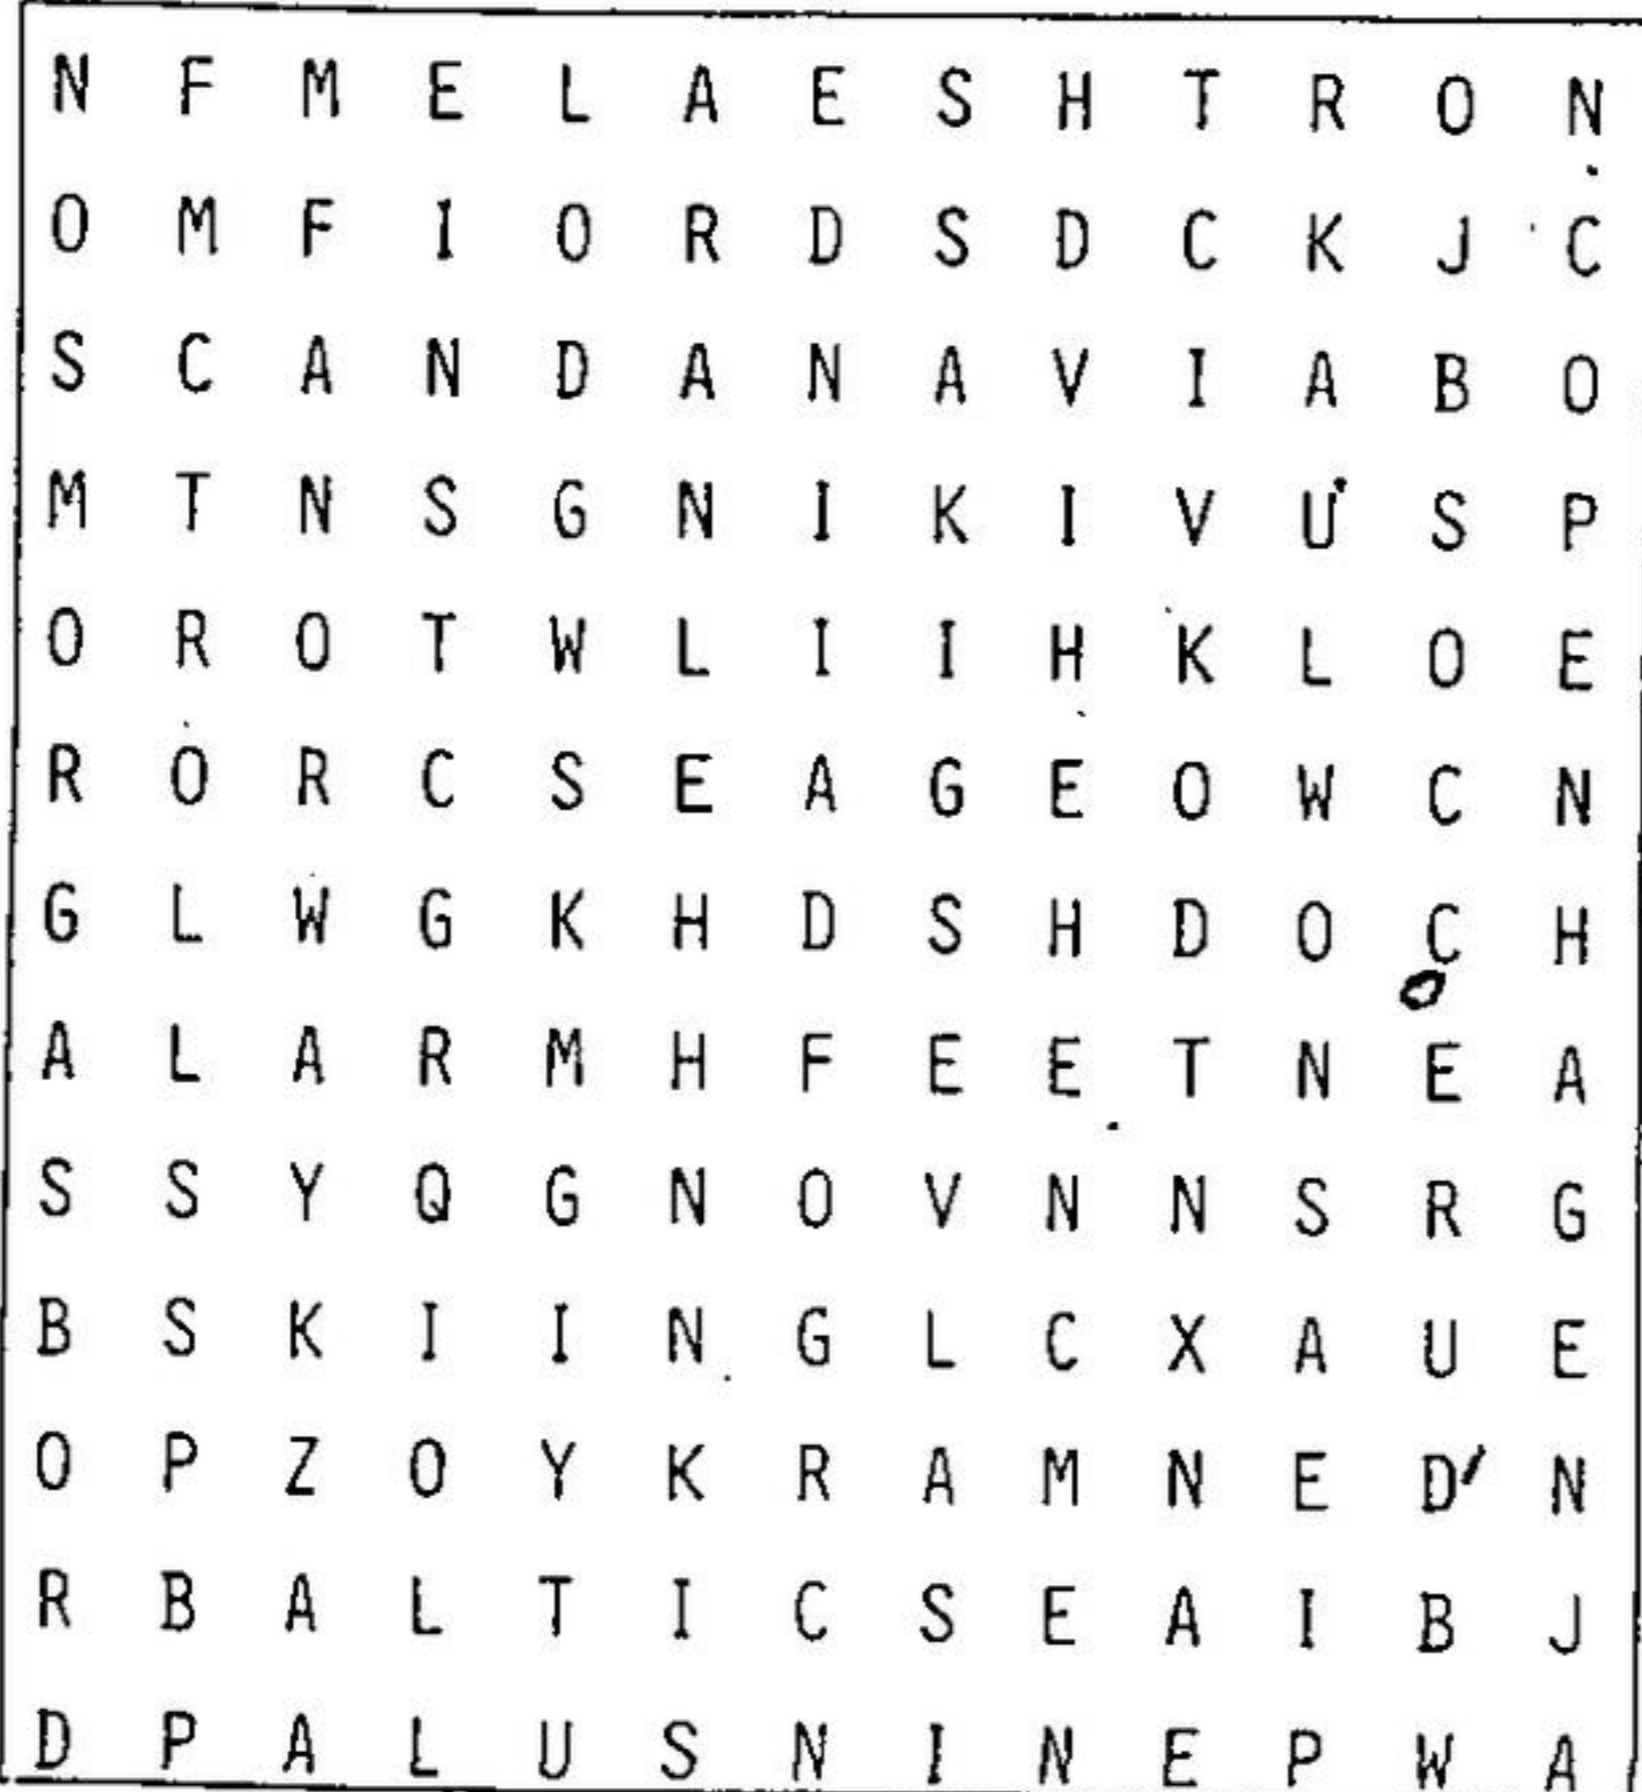 N F M E L A E S H T R O N
O M F I O R D S D C K J C
S C A N D A N A V I A B O
M T N S G N I K I V U S P
O R O T W L I I H K L O E
R O R C S E A G E O W C N
G L W G K H D S H D O C H
A L A R M H F E E T N E A
S S Y Q G N O V N N S R G
B S K I I N G L C X A U E
O P Z O Y K R A M N E D N
R B A L T I C S E A I B J
D P A L U S N I N E P W A